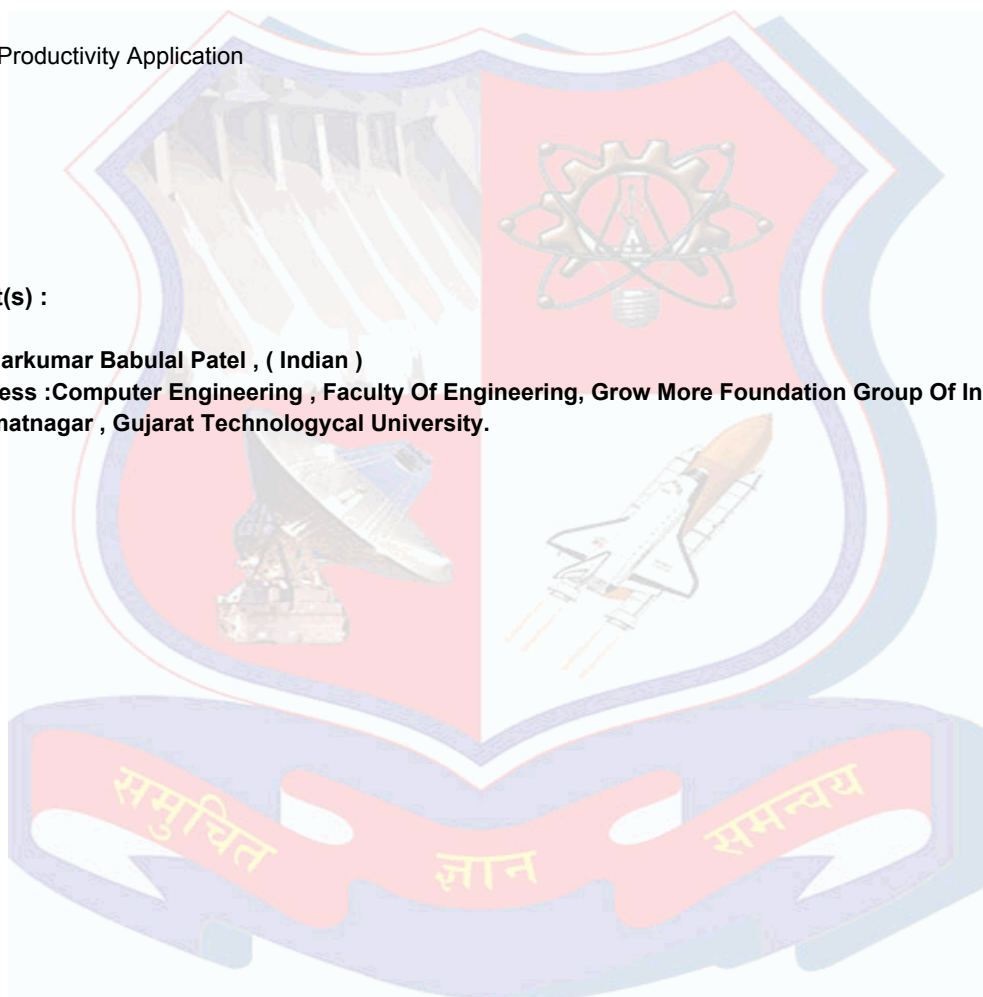 Productivity Application
t(s) :
arkumar Babulal Patel , ( Indian )
ess :Computer Engineering , Faculty Of Engineering, Grow More Foundation Group Of In
matnagar , Gujarat Technologycal University.
समुचित ज्ञान समन्वय